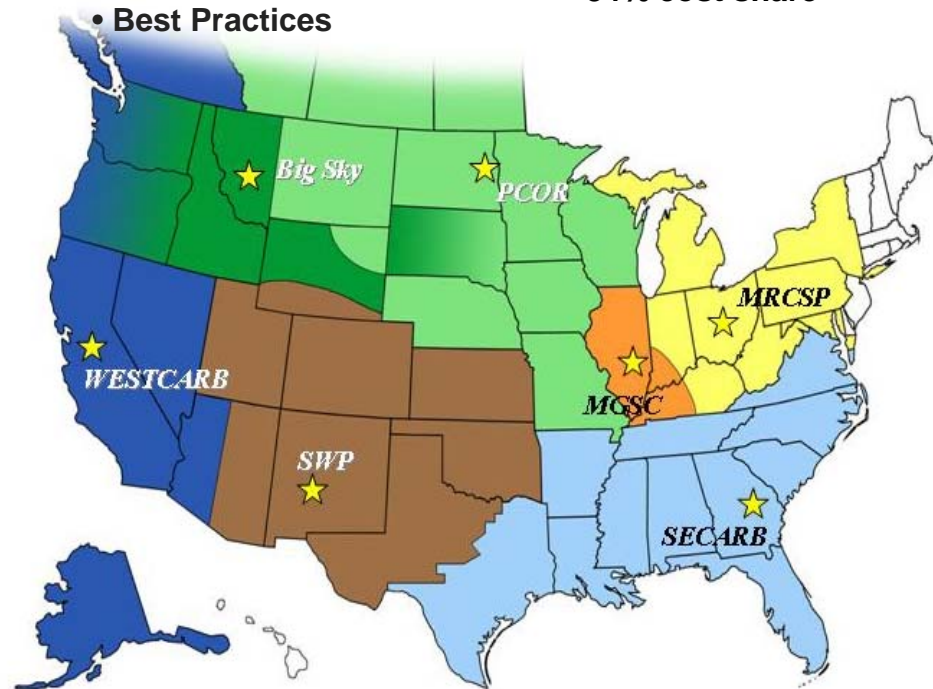 • Best Practices
Big Sky
PCOR
MRCSP
WESTCARB
MGSC
SWP
SECARB